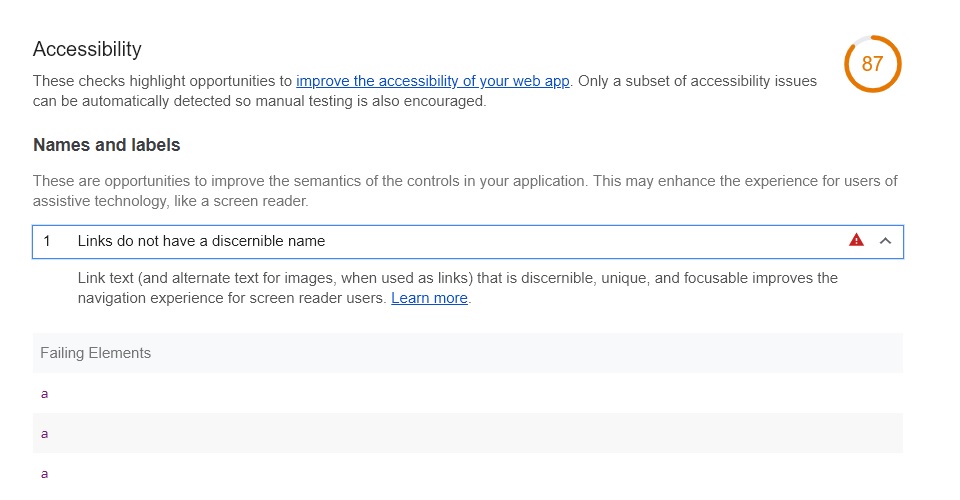 Accessibility
87
These checks highlight opportunities to improve the accessibility of your web app. Only a subset of accessibility issues
can be automatically detected so manual testing is also encouraged.
Names and labels
These are opportunities to improve the semantics of the controls in your application. This may enhance the experience for users of
assistive technology, like a screen reader.
1 Links do not have a discernible name
Link text (and alternate text for images, when used as links) that is discernible, unique, and focusable improves the
navigation experience for screen reader users. Learn more.
Failing Elements
a
a
a